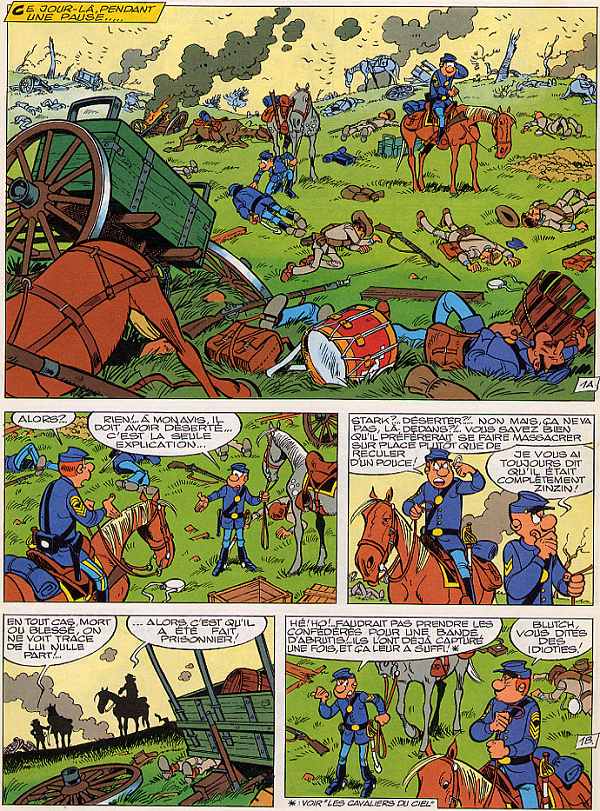 CE JOUR-LÀ, PENDANT
UNE PAUSE.....
1A
ALORS?..
RIEN!.. À MON AVIS, IL
DOIT AVOIR DÉSERTÉ...
C'EST LA SEULE
EXPLICATION...
STARK?.. DÉSERTER?.. NON MAIS, ÇA NE VA
PAS, LÀ, DEDANS?!.. VOUS SAVEZ BIEN
QU'IL PRÉFÈRERAIT SE FAIRE MASSACRER
SUR PLACE PLUTÔT QUE DE
RECULER
D'UN POUCE!
JE VOUS AI
TOUJOURS DIT
QU'IL ÉTAIT
COMPLÈTEMENT
ZINZIN!
EN TOUT CAS, MORT
OU BLESSÉ, ON
NE VOIT TRACE
DE LUI NULLE
PART!..
... ALORS C'EST QU'IL
A ÉTÉ FAIT
PRISONNIER!
HÉ! HO!.. FAUDRAIT PAS PRENDRE LES
CONFÉDÉRÉS POUR UNE BANDE
D'ABRUTIS!.. ILS L'ONT DÉJÀ CAPTURÉ
UNE FOIS, ET ÇA LEUR A SUFFI!*
BLUTCH,
VOUS DITES
DES
IDIOTIES!
1B
*: VOIR "LES CAVALIERS DU CIEL"